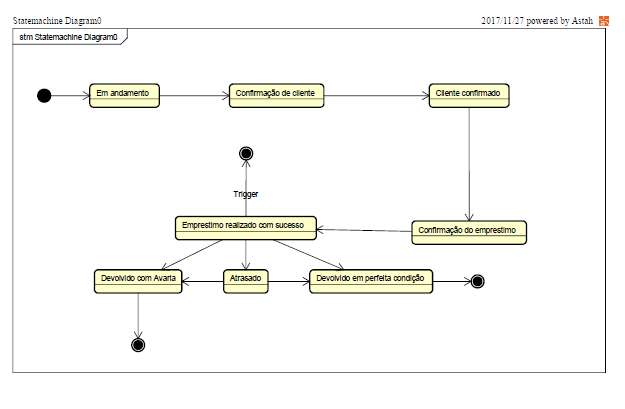 Statemachine Diagram0
2017/11/27 powered by Astah
stm Statemachine Diagram0
Em andamento
Confirmação de cliente
Cliente confirmado
Trigger
Emprestimo realizado com sucesso
Confirmação do emprestimo
Devolvido com Avaria
Atrasado
Devolvido em perfeita condição